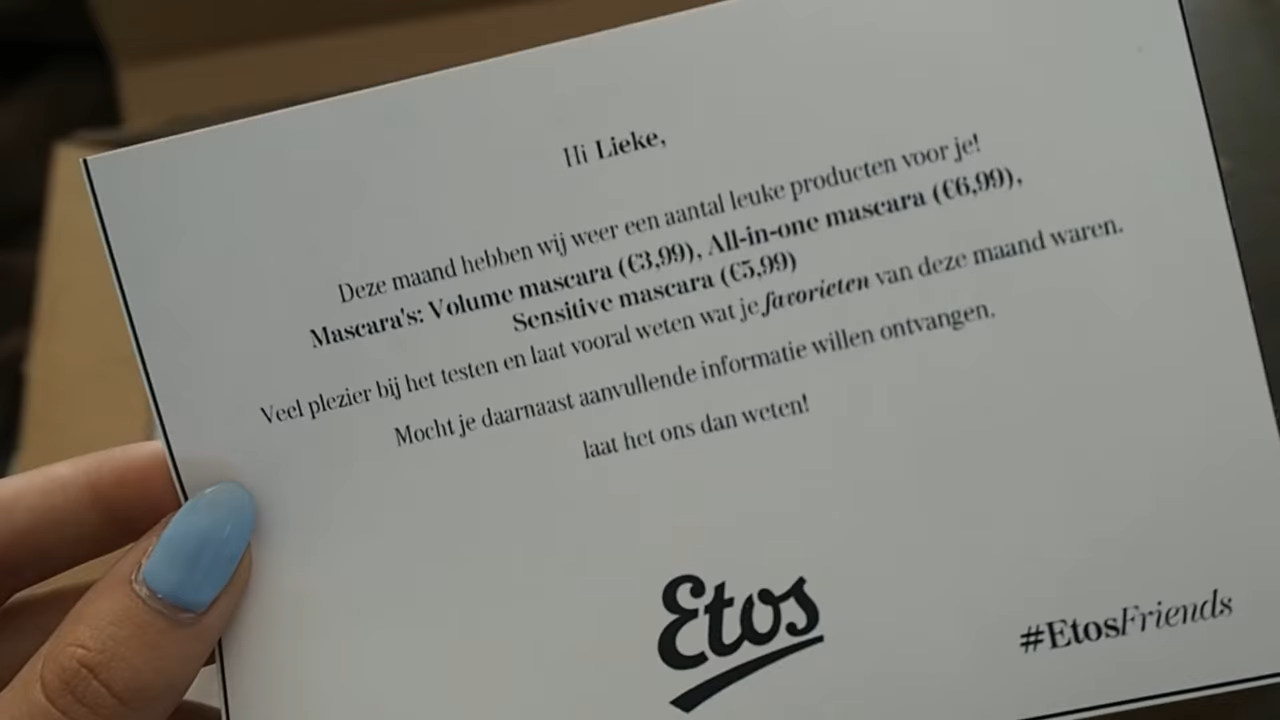 Hi Lieke,
Deze maand hebben wij weer een aantal leuke producten voor je!
Mascara's: Volume mascara (€3,99), All-in-one mascara (€6,99),
Sensitive mascara (€5,99)
Veel plezier bij het testen en laat vooral weten wat je favorieten van deze maand waren.
Mocht je daarnaast aanvullende informatie willen ontvangen.
laat het ons dan weten!
Etos
#EtosFriends